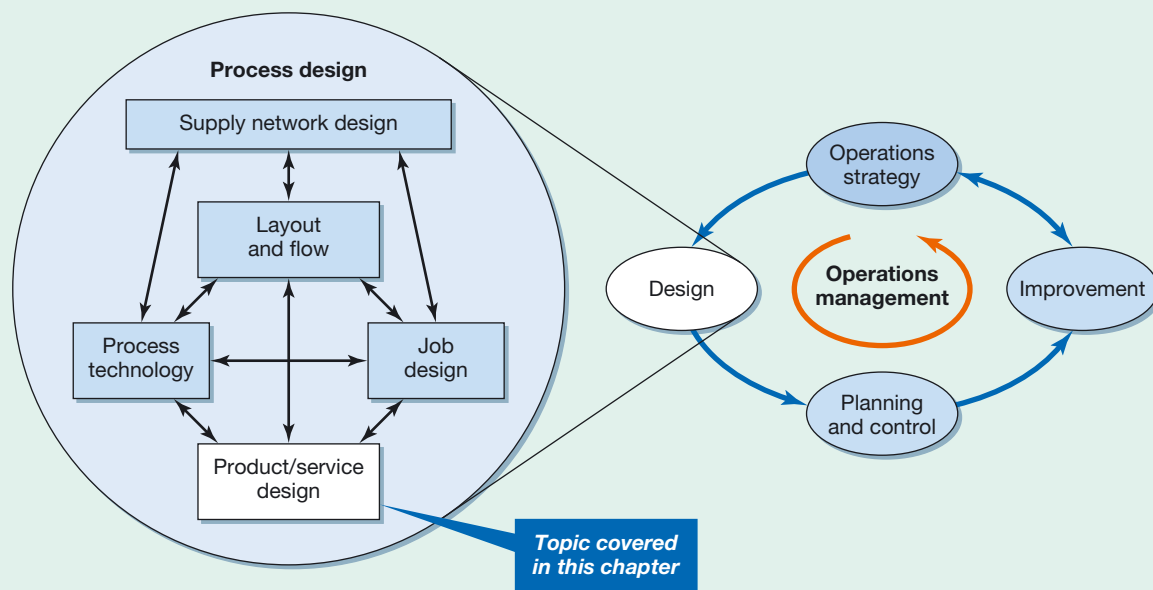 Process design
Supply network design
Layout
and flow
Process
technology
Job
design
Product/service
design
Topic covered
in this chapter
Operations
strategy
Design
Operations
management
Improvement
Planning
and control